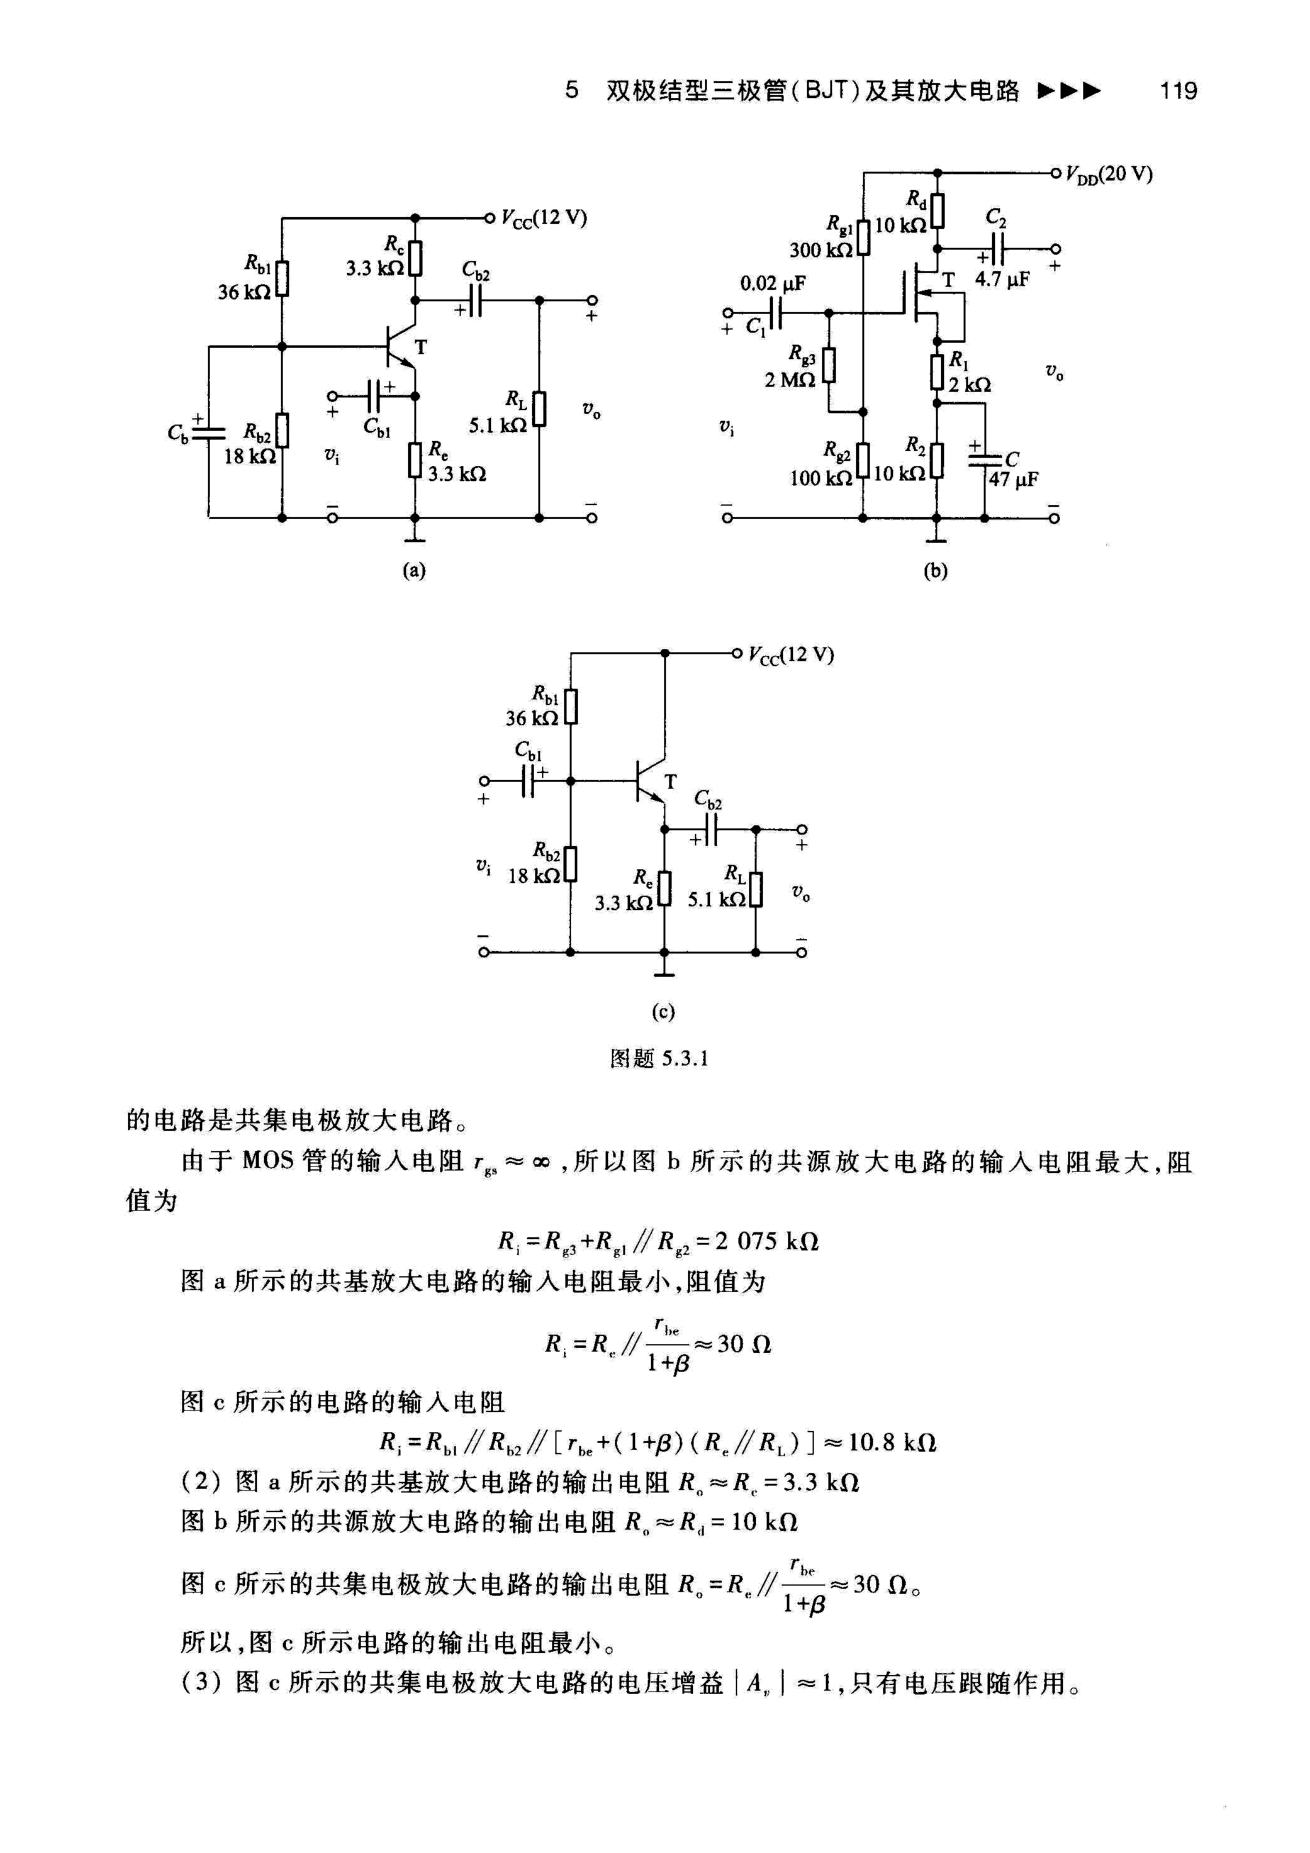 5 双极结型三极管(BJT)及其放大电路 ▶▶▶ 119
V_CC(12 V)
R_b1
36 kΩ
R_c
3.3 kΩ
C_b2
+
+
T
+
C_b
R_b2
18 kΩ
+
+
C_b1
v_i
R_e
3.3 kΩ
R_L
5.1 kΩ
v_o
−
−
(a)
V_DD(20 V)
R_d
10 kΩ
R_g1
300 kΩ
C_2
+
4.7 μF
+
0.02 μF
+
C_1
T
R_g3
2 MΩ
R_1
2 kΩ
v_o
v_i
R_g2
100 kΩ
R_2
10 kΩ
+
C
47 μF
−
−
(b)
V_CC(12 V)
R_b1
36 kΩ
C_b1
+
+
T
C_b2
+
+
v_i
R_b2
18 kΩ
R_e
3.3 kΩ
R_L
5.1 kΩ
v_o
−
−
(c)
图题 5.3.1
的电路是共集电极放大电路。
由于 MOS 管的输入电阻 r_gs ≈ ∞ ,所以图 b 所示的共源放大电路的输入电阻最大,阻
值为
R_i = R_g3+R_g1 // R_g2 = 2 075 kΩ
图 a 所示的共基放大电路的输入电阻最小,阻值为
R_i = R_e // r_be/(1+β) ≈ 30 Ω
图 c 所示的电路的输入电阻
R_i = R_b1 // R_b2 // [r_be+(1+β)(R_e // R_L)] ≈ 10.8 kΩ
(2) 图 a 所示的共基放大电路的输出电阻 R_o ≈ R_c = 3.3 kΩ
图 b 所示的共源放大电路的输出电阻 R_o ≈ R_d = 10 kΩ
图 c 所示的共集电极放大电路的输出电阻 R_o = R_e // r_be/(1+β) ≈ 30 Ω。
所以,图 c 所示电路的输出电阻最小。
(3) 图 c 所示的共集电极放大电路的电压增益 |A_v| ≈ 1,只有电压跟随作用。